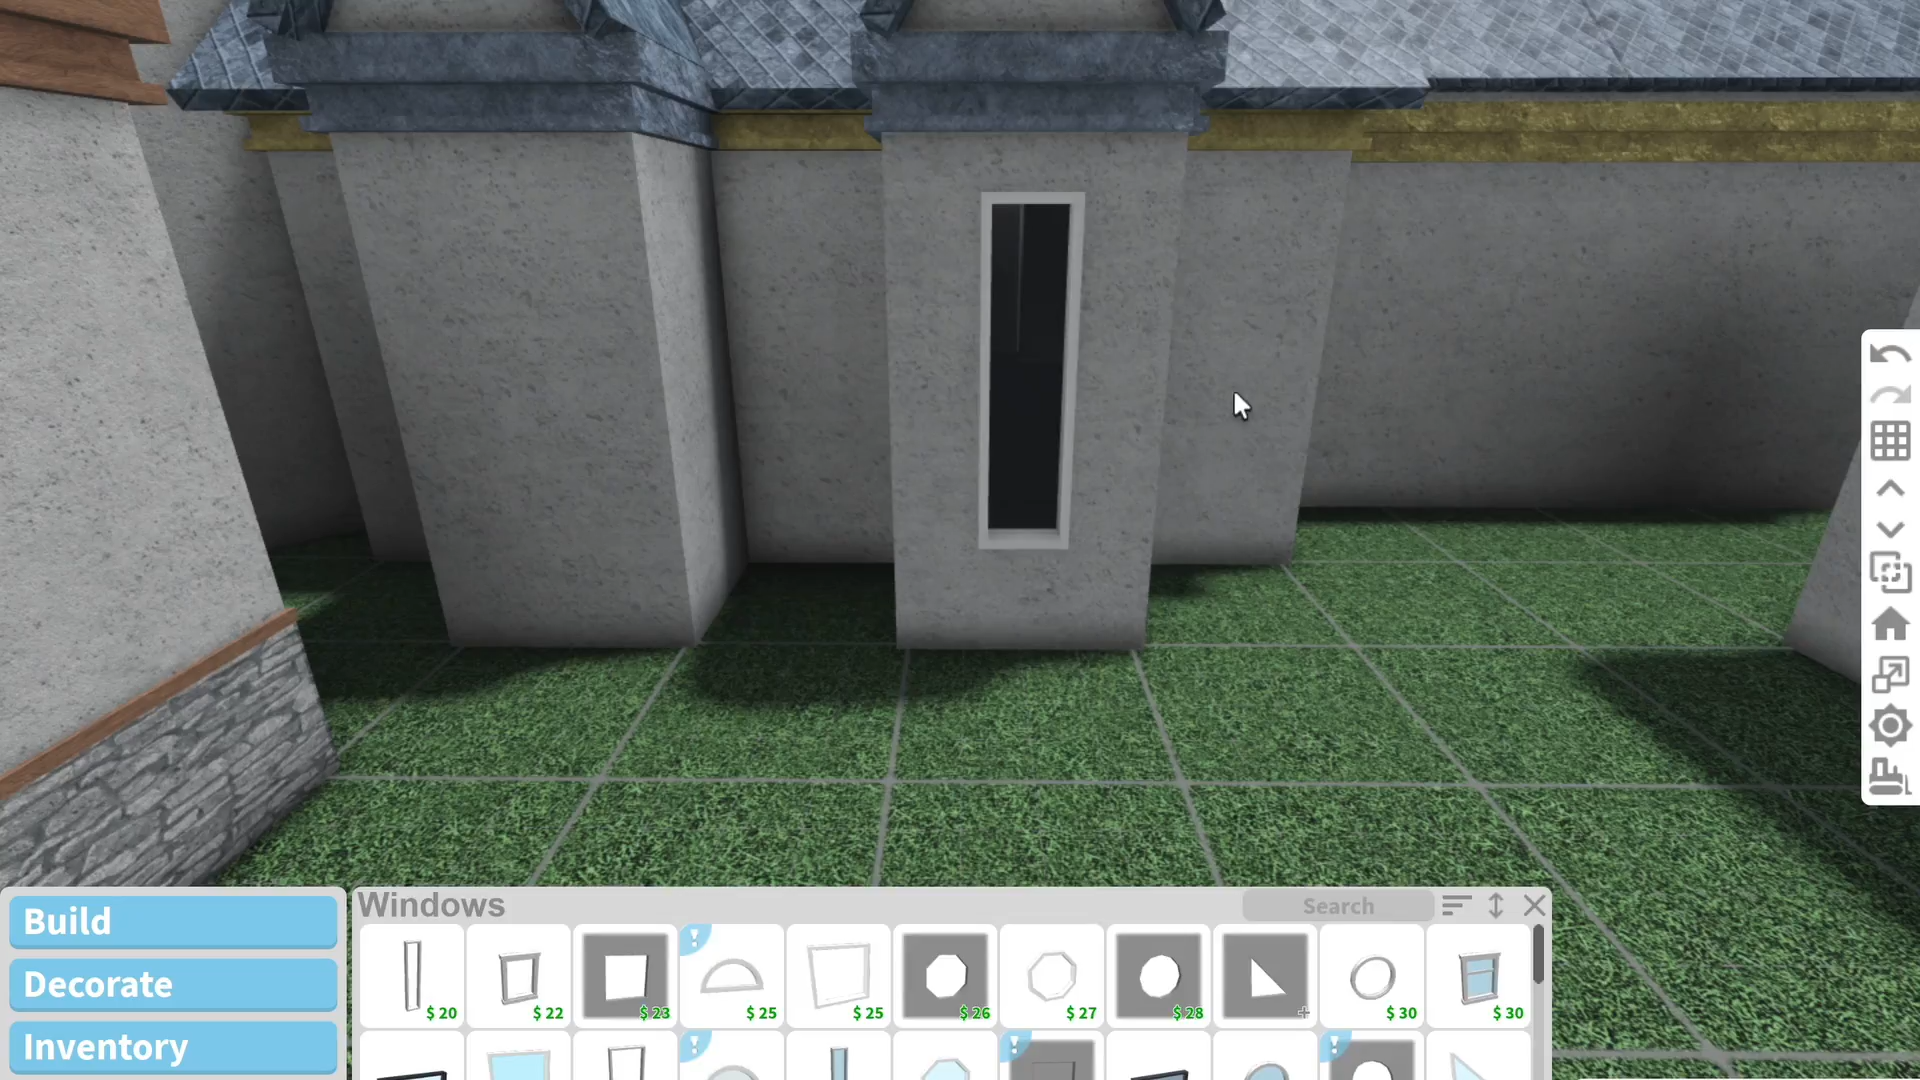 Build
Decorate
Inventory
Windows
Search
$ 20
$ 22
$ 23
$ 25
$ 25
$ 26
$ 27
$ 28
$ 30
$ 30